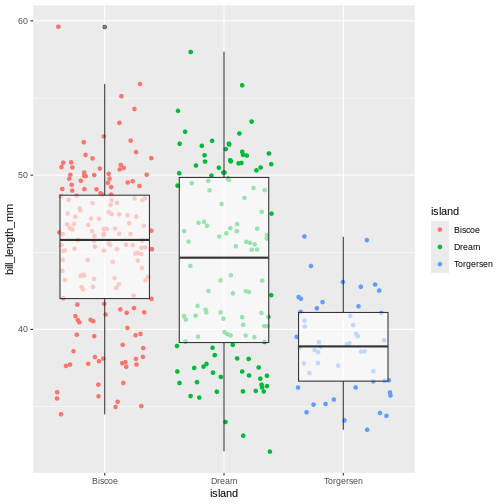 60
50
40
bill_length_mm
Biscoe
Dream
Torgersen
island
island
Biscoe
Dream
Torgersen